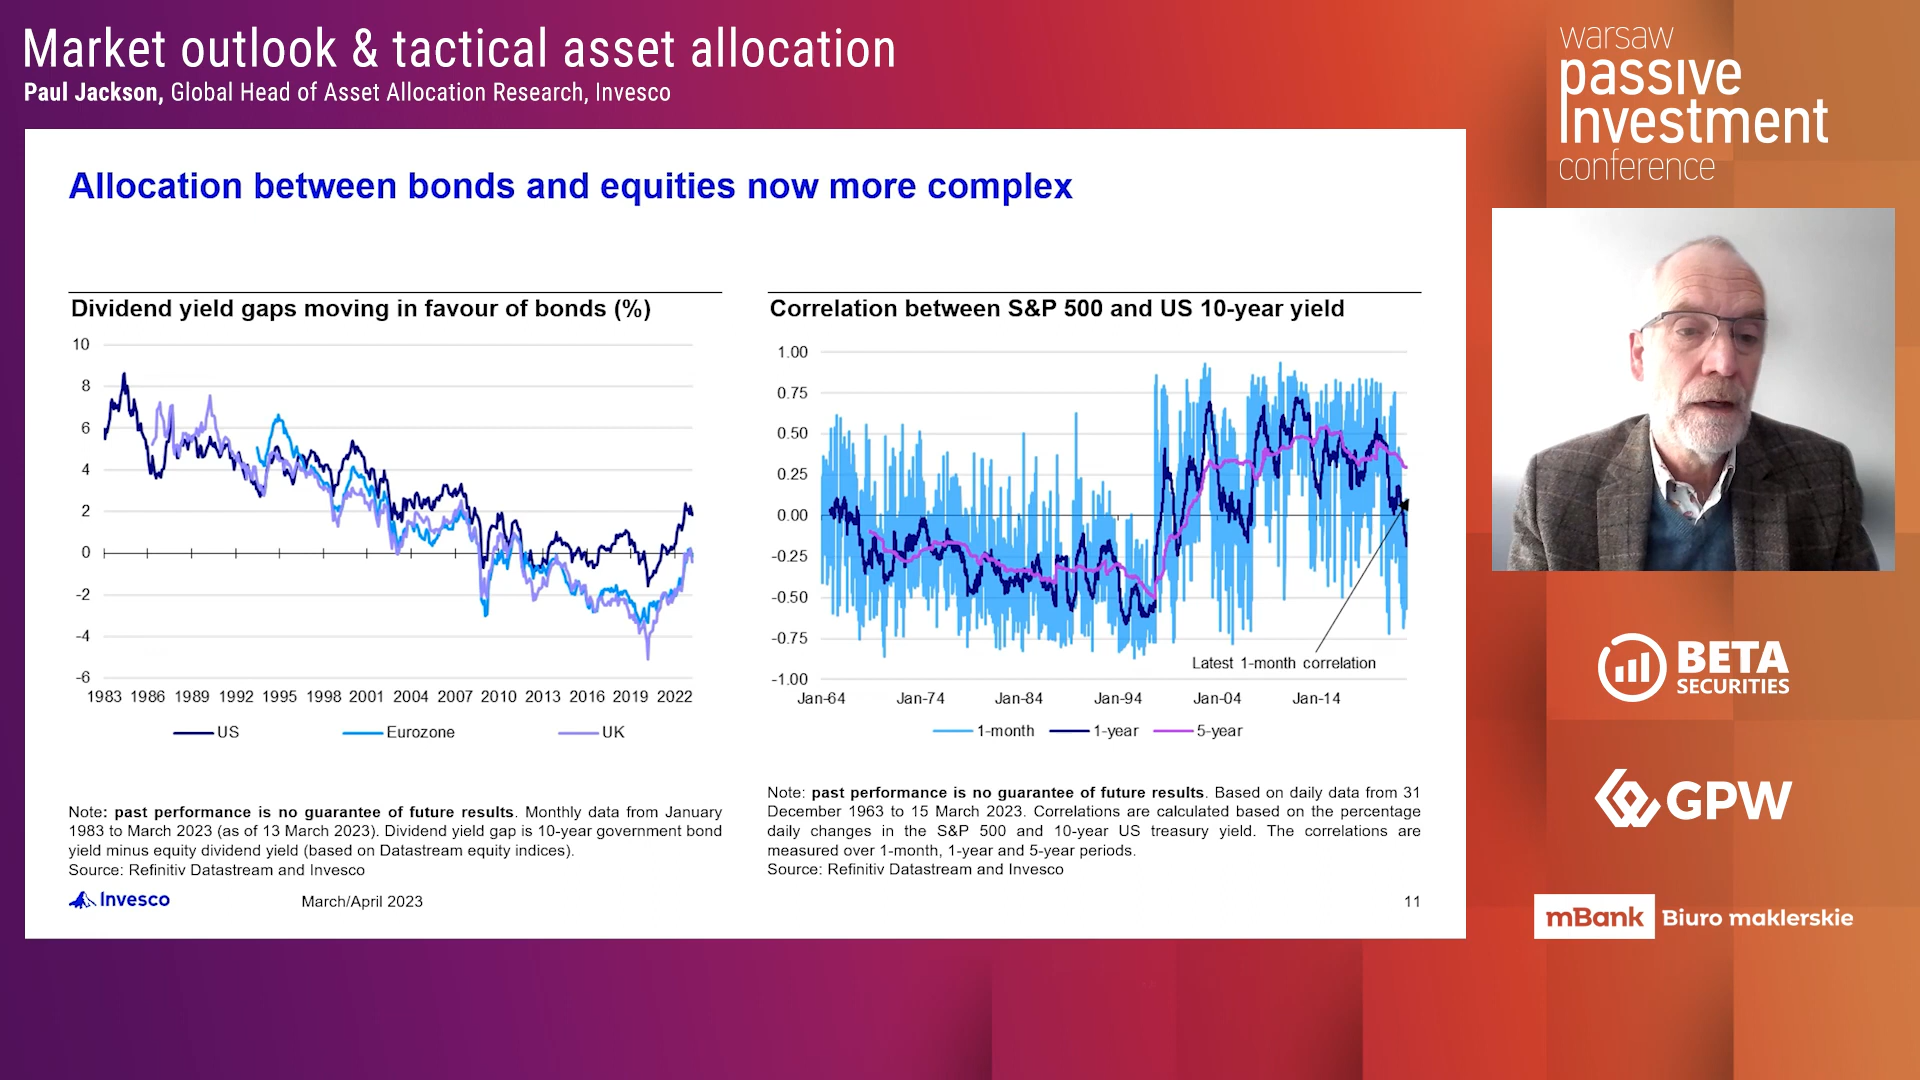 Market outlook & tactical asset allocation
Paul Jackson, Global Head of Asset Allocation Research, Invesco
warsaw
passive
Investment
conference
Allocation between bonds and equities now more complex
Dividend yield gaps moving in favour of bonds (%)
10
8
6
4
2
0
-2
-4
-6
1983 1986 1989 1992 1995 1998 2001 2004 2007 2010 2013 2016 2019 2022
US Eurozone UK
Note: past performance is no guarantee of future results. Monthly data from January
1983 to March 2023 (as of 13 March 2023). Dividend yield gap is 10-year government bond
yield minus equity dividend yield (based on Datastream equity indices).
Source: Refinitiv Datastream and Invesco
Correlation between S&P 500 and US 10-year yield
1.00
0.75
0.50
0.25
0.00
-0.25
-0.50
-0.75
-1.00
Latest 1-month correlation
Jan-64 Jan-74 Jan-84 Jan-94 Jan-04 Jan-14
1-month 1-year 5-year
Note: past performance is no guarantee of future results. Based on daily data from 31
December 1963 to 15 March 2023. Correlations are calculated based on the percentage
daily changes in the S&P 500 and 10-year US treasury yield. The correlations are
measured over 1-month, 1-year and 5-year periods.
Source: Refinitiv Datastream and Invesco
Invesco
March/April 2023
11
BETA
SECURITIES
GPW
mBank Biuro maklerskie